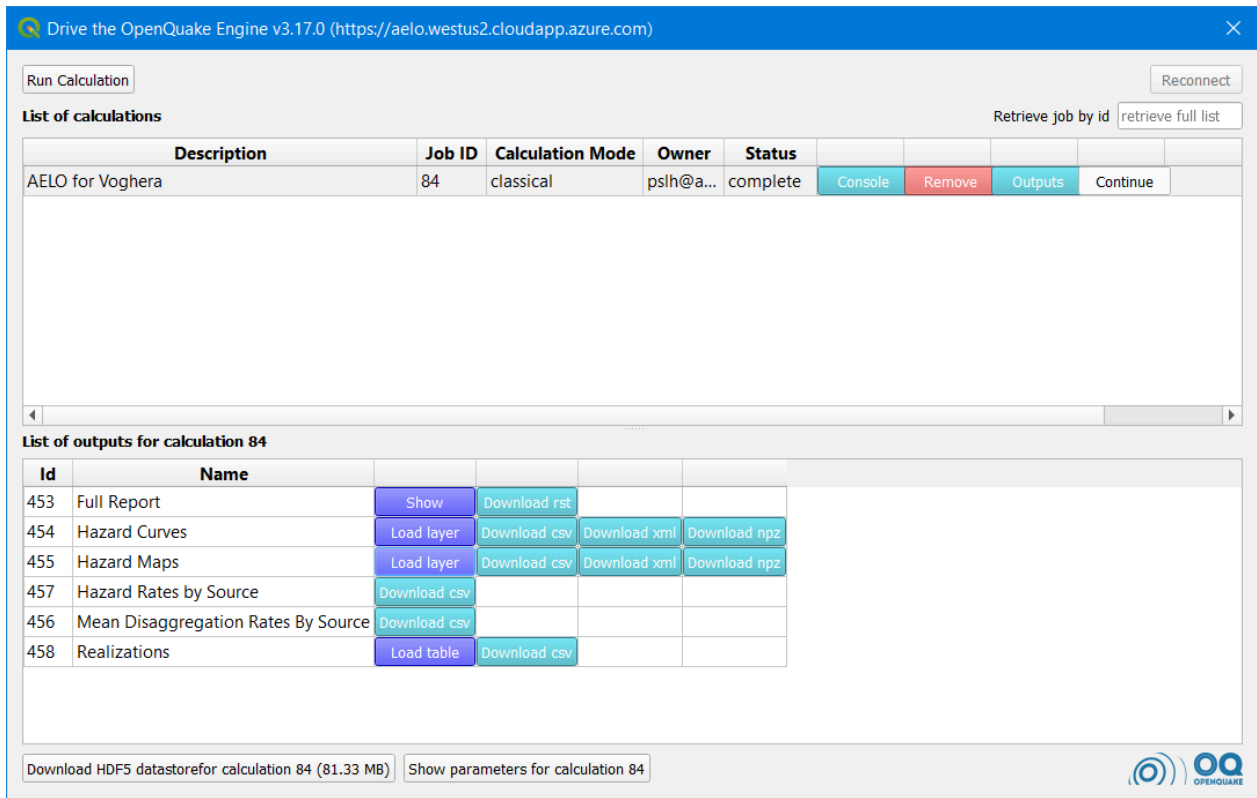 Drive the OpenQuake Engine v3.17.0 (https://aelo.westus2.cloudapp.azure.com)
Run Calculation Reconnect
List of calculations Retrieve job by id retrieve full list
Description Job ID Calculation Mode Owner Status
AELO for Voghera 84 classical pslh@a... complete Console Remove Outputs Continue
List of outputs for calculation 84
Id Name
453 Full Report Show Download rst
454 Hazard Curves Load layer Download csv Download xml Download npz
455 Hazard Maps Load layer Download csv Download xml Download npz
457 Hazard Rates by Source Download csv
456 Mean Disaggregation Rates By Source Download csv
458 Realizations Load table Download csv
Download HDF5 datastorefor calculation 84 (81.33 MB) Show parameters for calculation 84
OQ
OPENQUAKE